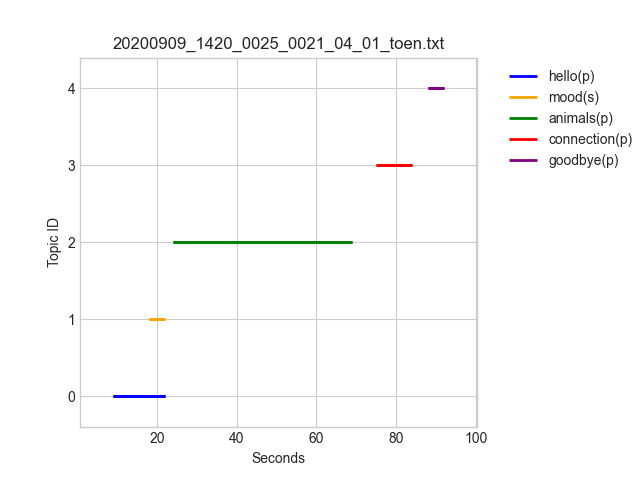 20200909_1420_0025_0021_04_01_toen.txt
hello(p)
mood(s)
animals(p)
connection(p)
goodbye(p)
Topic ID
4
3
2
1
0
20 40 60 80 100
Seconds